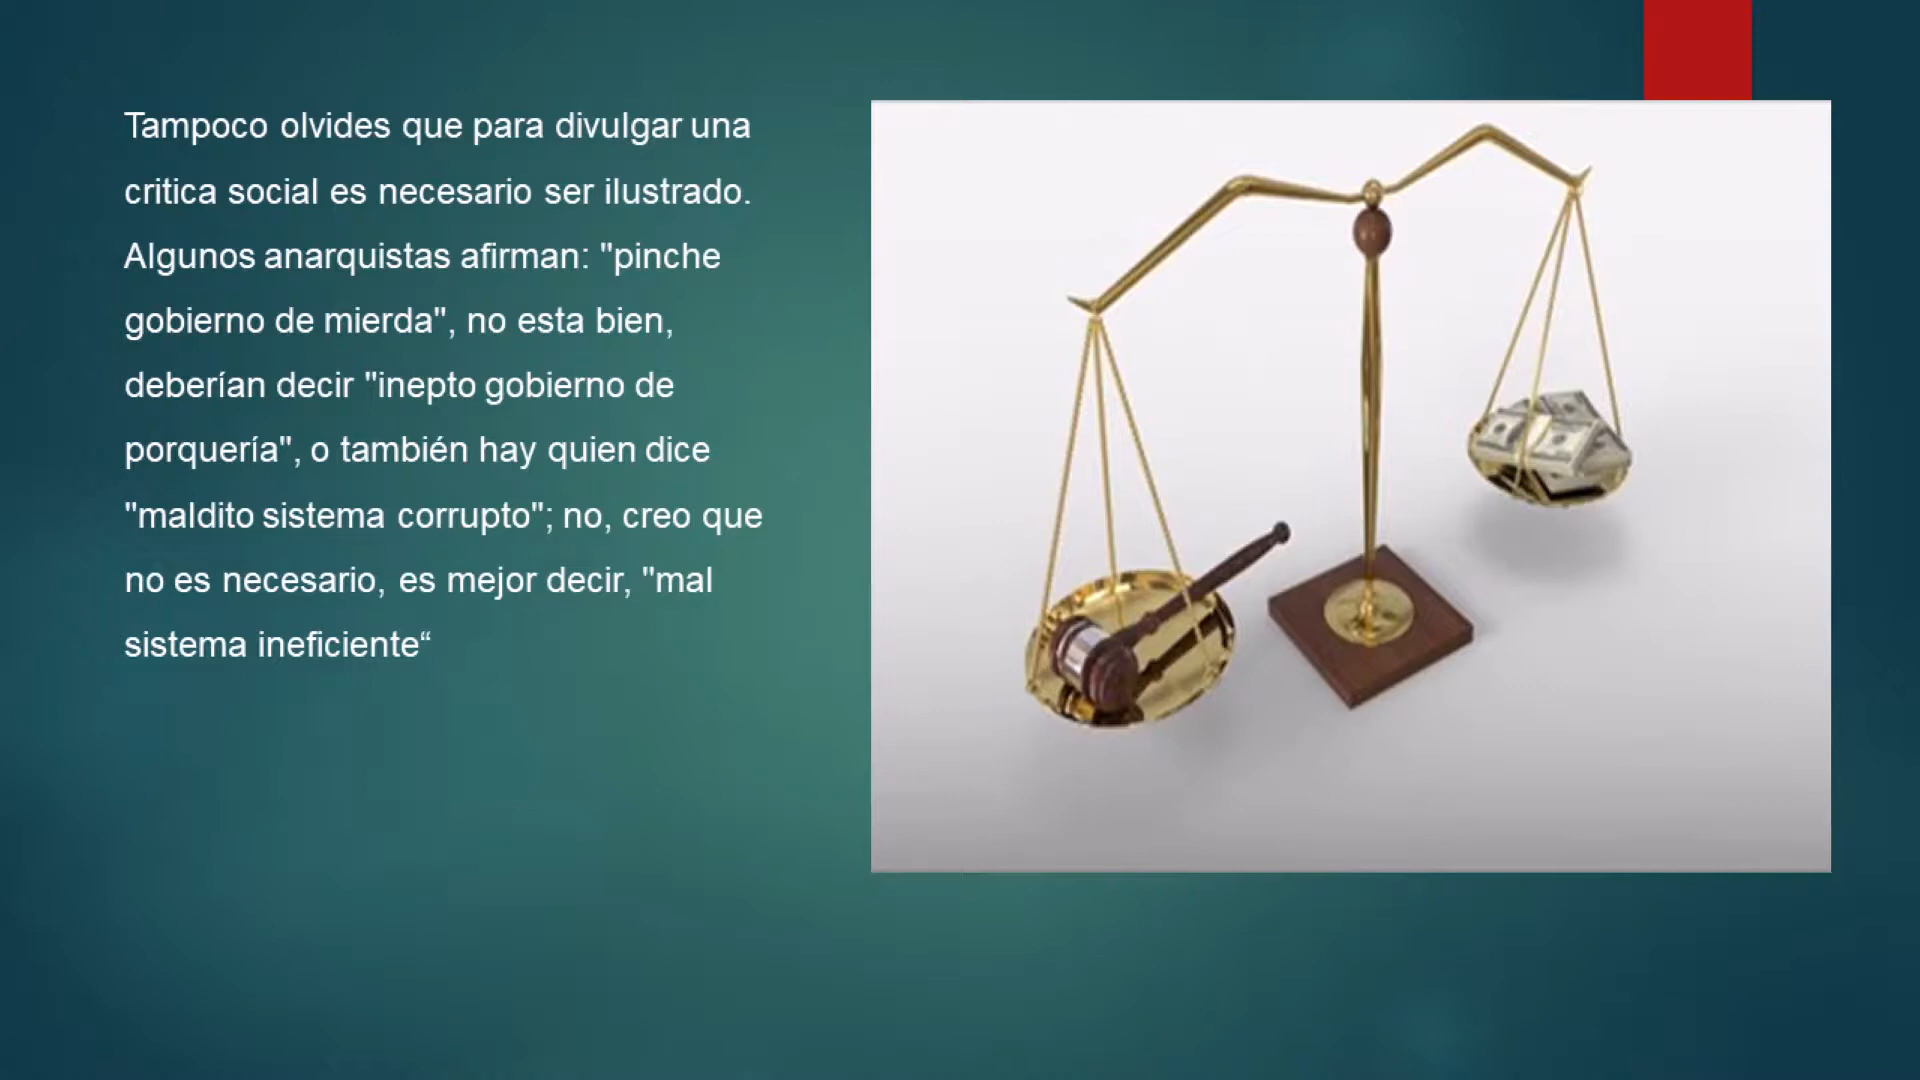 Tampoco olvides que para divulgar una
critica social es necesario ser ilustrado.
Algunos anarquistas afirman: "pinche
gobierno de mierda", no esta bien,
deberían decir "inepto gobierno de
porquería", o también hay quien dice
"maldito sistema corrupto"; no, creo que
no es necesario, es mejor decir, "mal
sistema ineficiente“